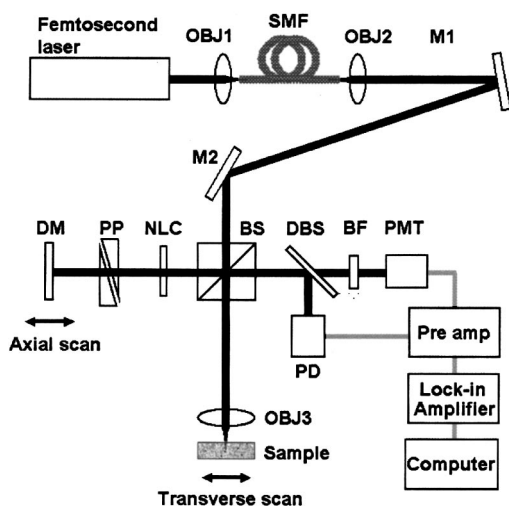 Femtosecond
laser
OBJ1
SMF
OBJ2
M1
M2
DM
PP
NLC
BS
DBS
BF
PMT
Axial scan
PD
Pre amp
Lock-in
Amplifier
OBJ3
Sample
Computer
Transverse scan